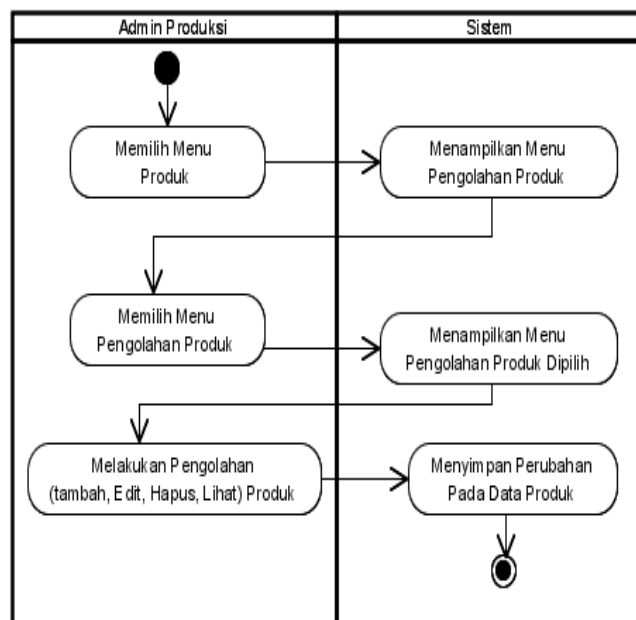 Admin Produksi
Sistem
Memilih Menu
Produk
Menampilkan Menu
Pengolahan Produk
Memilih Menu
Pengolahan Produk
Menampilkan Menu
Pengolahan Produk Dipilih
Melakukan Pengolahan
(tambah, Edit, Hapus, Lihat) Produk
Menyimpan Perubahan
Pada Data Produk